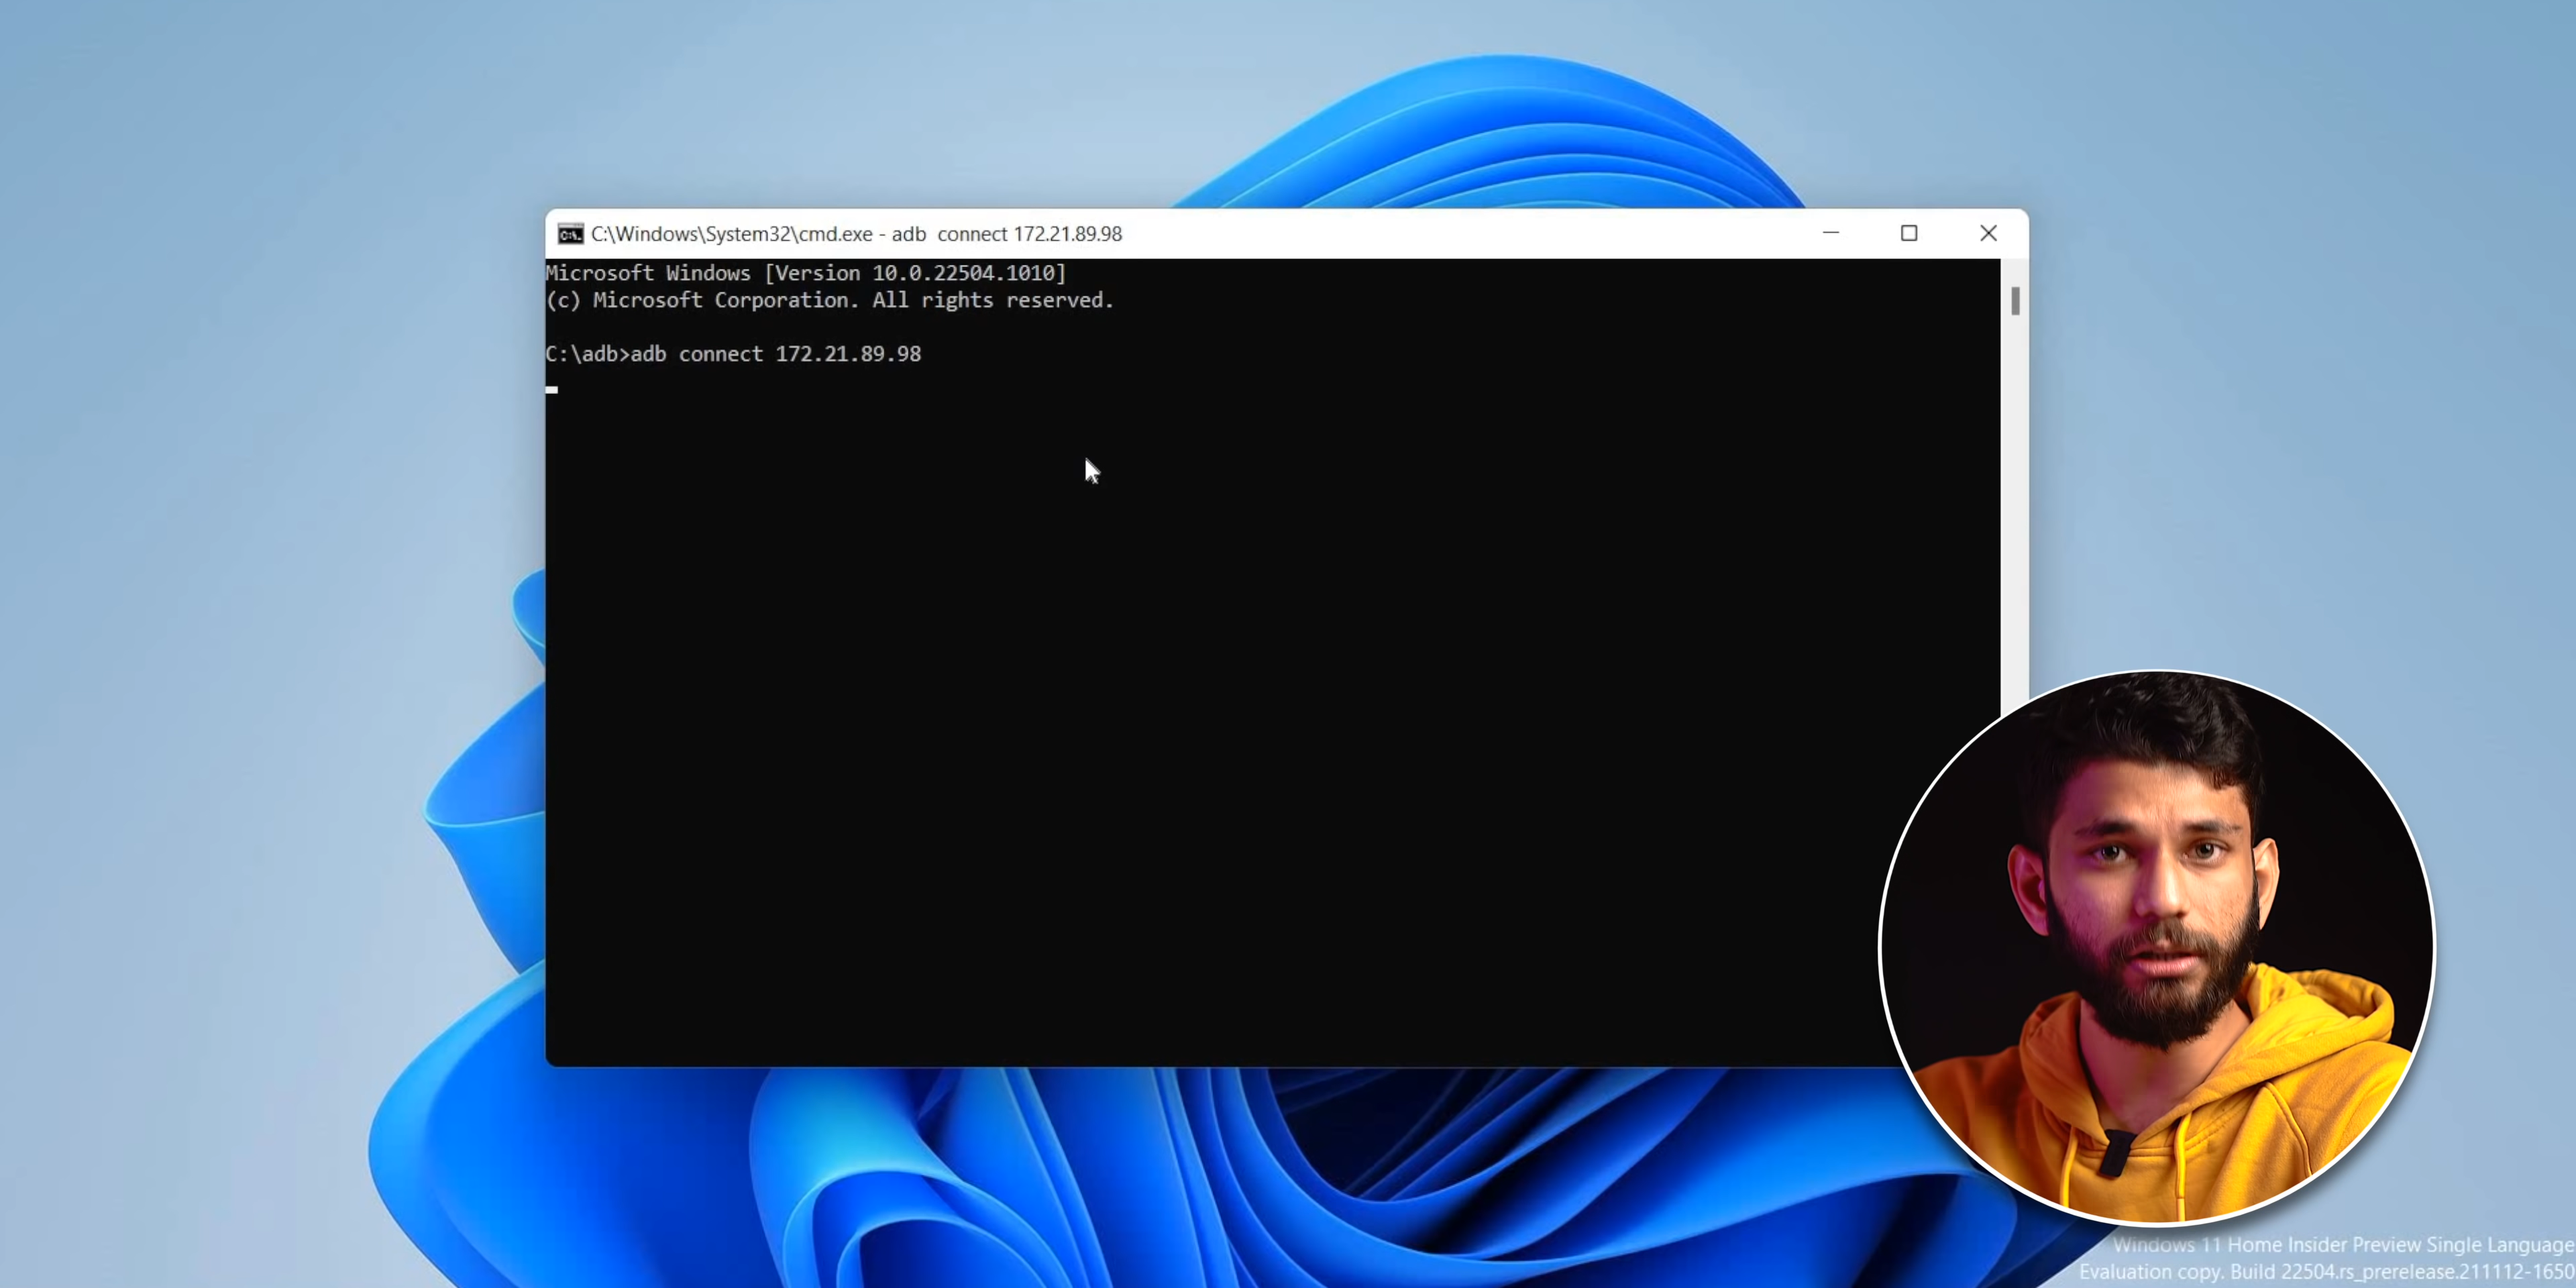 C:\Windows\System32\cmd.exe - adb  connect 172.21.89.98
Microsoft Windows [Version 10.0.22504.1010]
(c) Microsoft Corporation. All rights reserved.
C:\adb>adb connect 172.21.89.98
Windows 11 Home Insider Preview Single Language
Evaluation copy. Build 22504.rs_prerelease.211112-1650